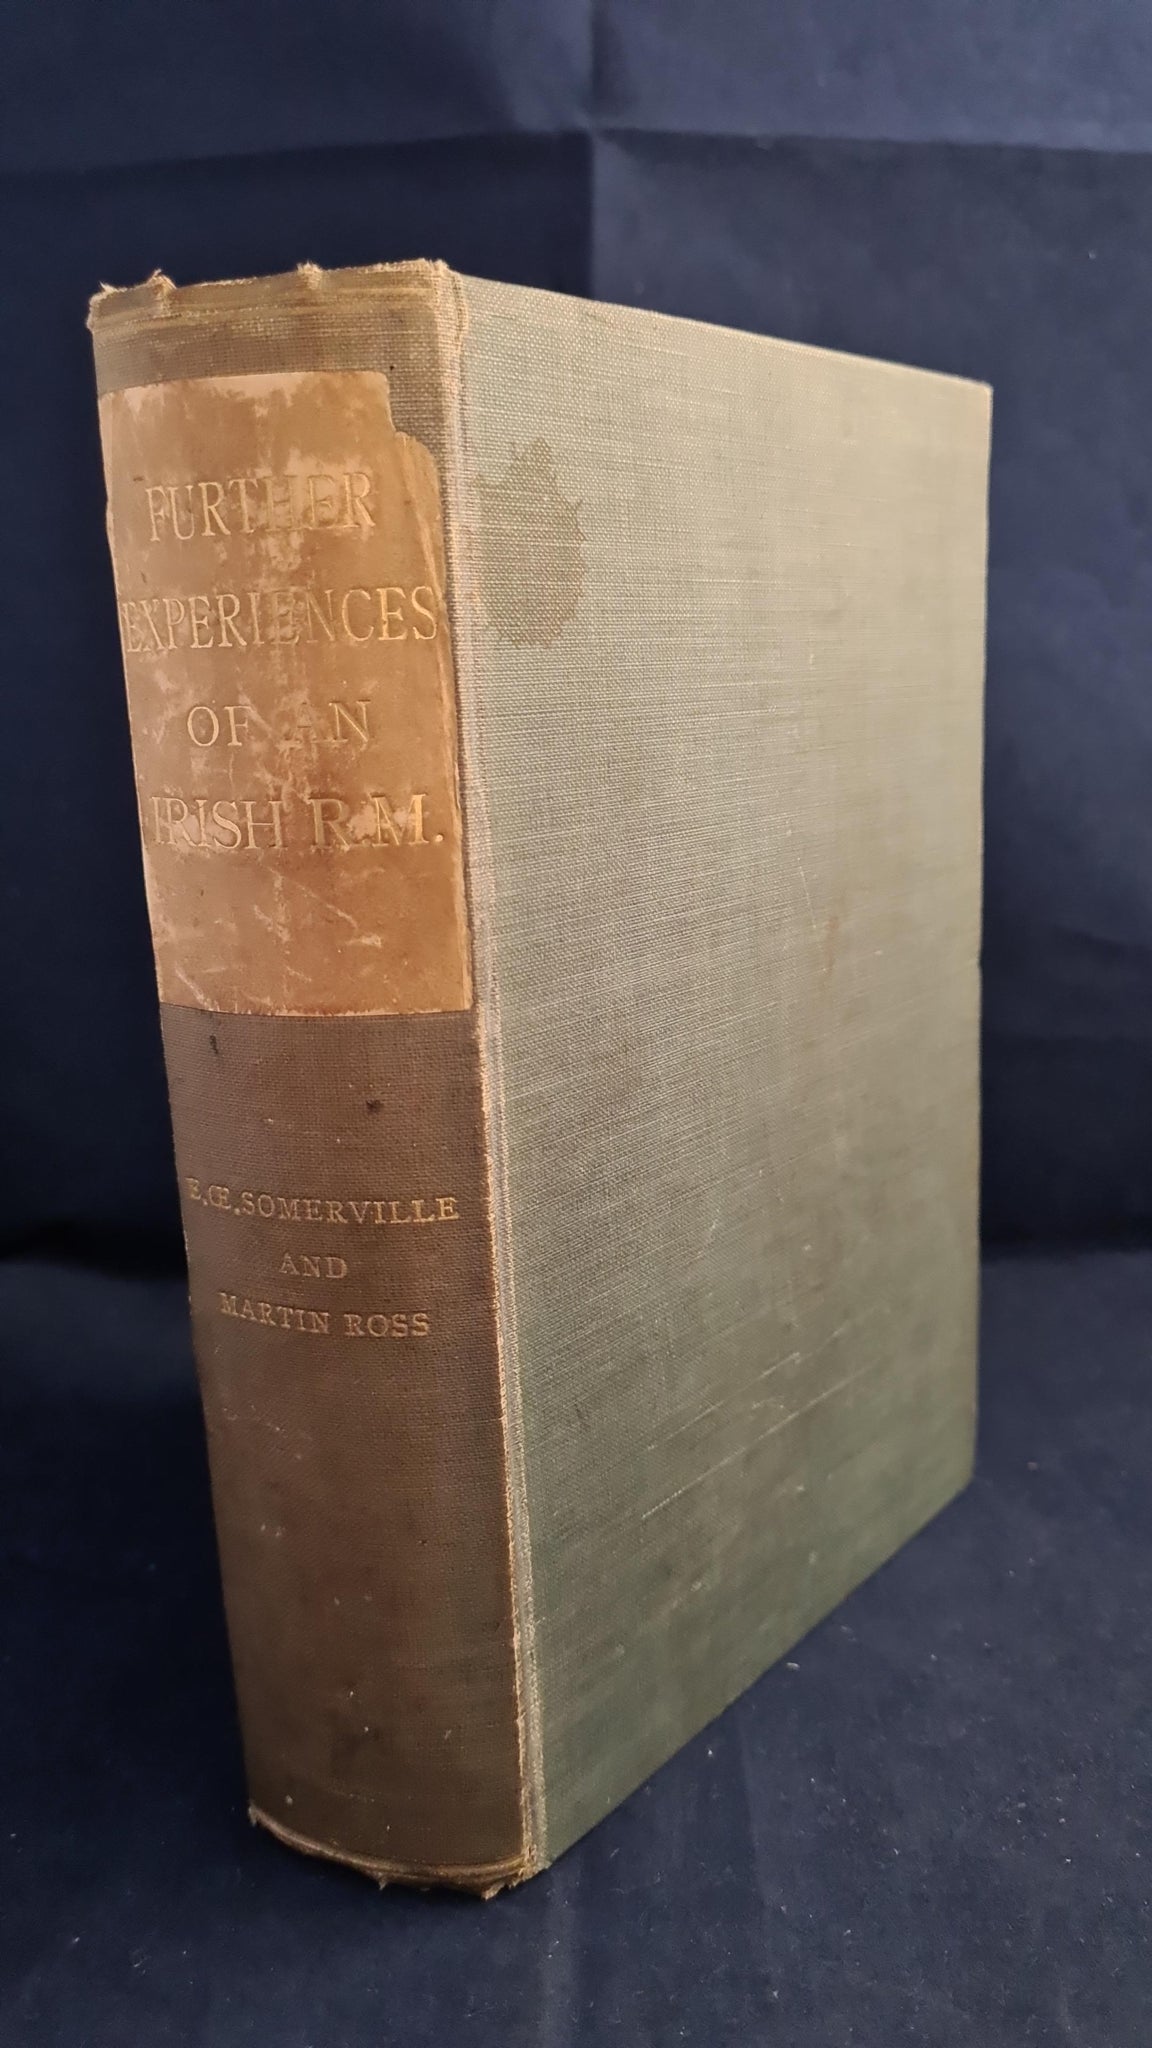 FURTHER
EXPERIENCES
OF AN
IRISH R.M.
E.Œ.SOMERVILLE
AND
MARTIN ROSS